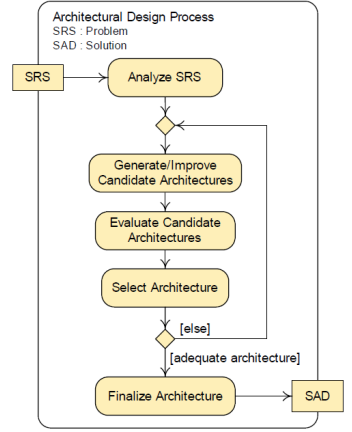 Architectural Design Process
SRS : Problem
SAD : Solution
SRS
Analyze SRS
Generate/Improve
Candidate Architectures
Evaluate Candidate
Architectures
Select Architecture
[else]
[adequate architecture]
Finalize Architecture
SAD